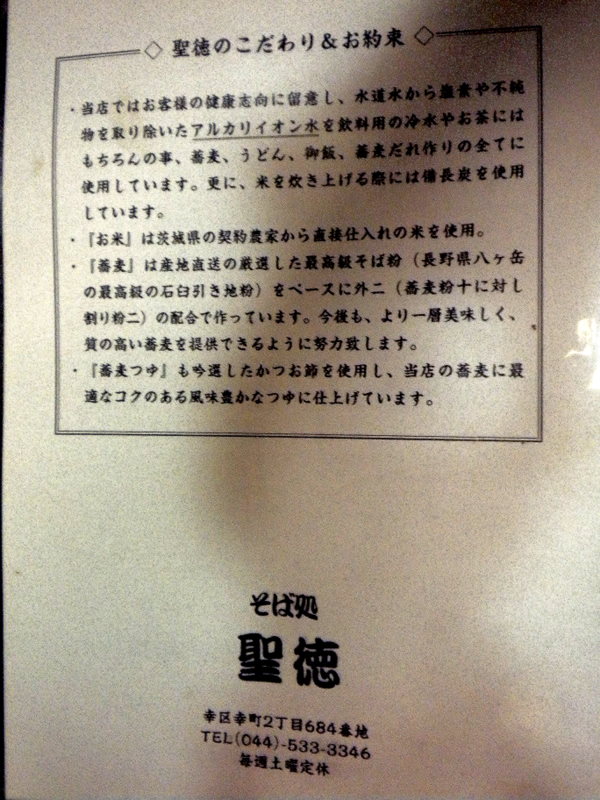 聖徳のこだわり&お約束
・当店ではお客様の健康志向に留意し、水道水から塩素や不純
物を取り除いたアルカリイオン水を飲料用の冷水やお茶には
もちろんの事、蕎麦、うどん、御飯、蕎麦だれ作りの全てに
使用しています。更に、米を炊き上げる際には備長炭を使用
しています。
・『お米』は茨城県の契約農家から直接仕入れの米を使用。
・『蕎麦』は産地直送の厳選した最高級そば粉（長野県八ヶ岳
の最高級の石臼引き地粉）をベースに外二（蕎麦粉十に対し
割り粉二）の配合で作っています。今後も、より一層美味しく、
質の高い蕎麦を提供できるように努力致します。
・『蕎麦つゆ』も吟選したかつお節を使用し、当店の蕎麦に最
適なコクのある風味豊かなつゆに仕上げています。
そば処
聖徳
幸区幸町2丁目684番地
TEL(044)-533-3346
毎週土曜定休